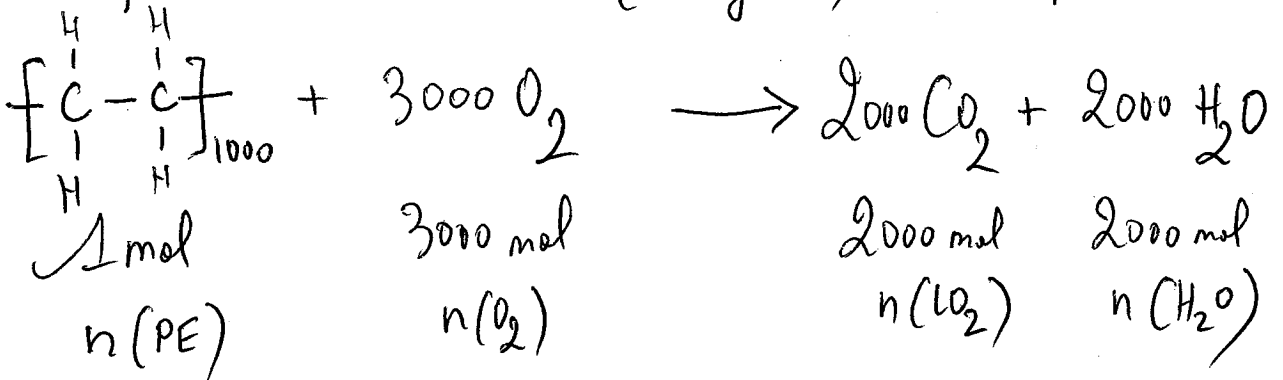 H H
[-C-C-]1000 + 3000 O2 → 2000 CO2 + 2000 H2O
H H
1 mol 3000 mol 2000 mol 2000 mol
n(PE) n(O2) n(CO2) n(H2O)